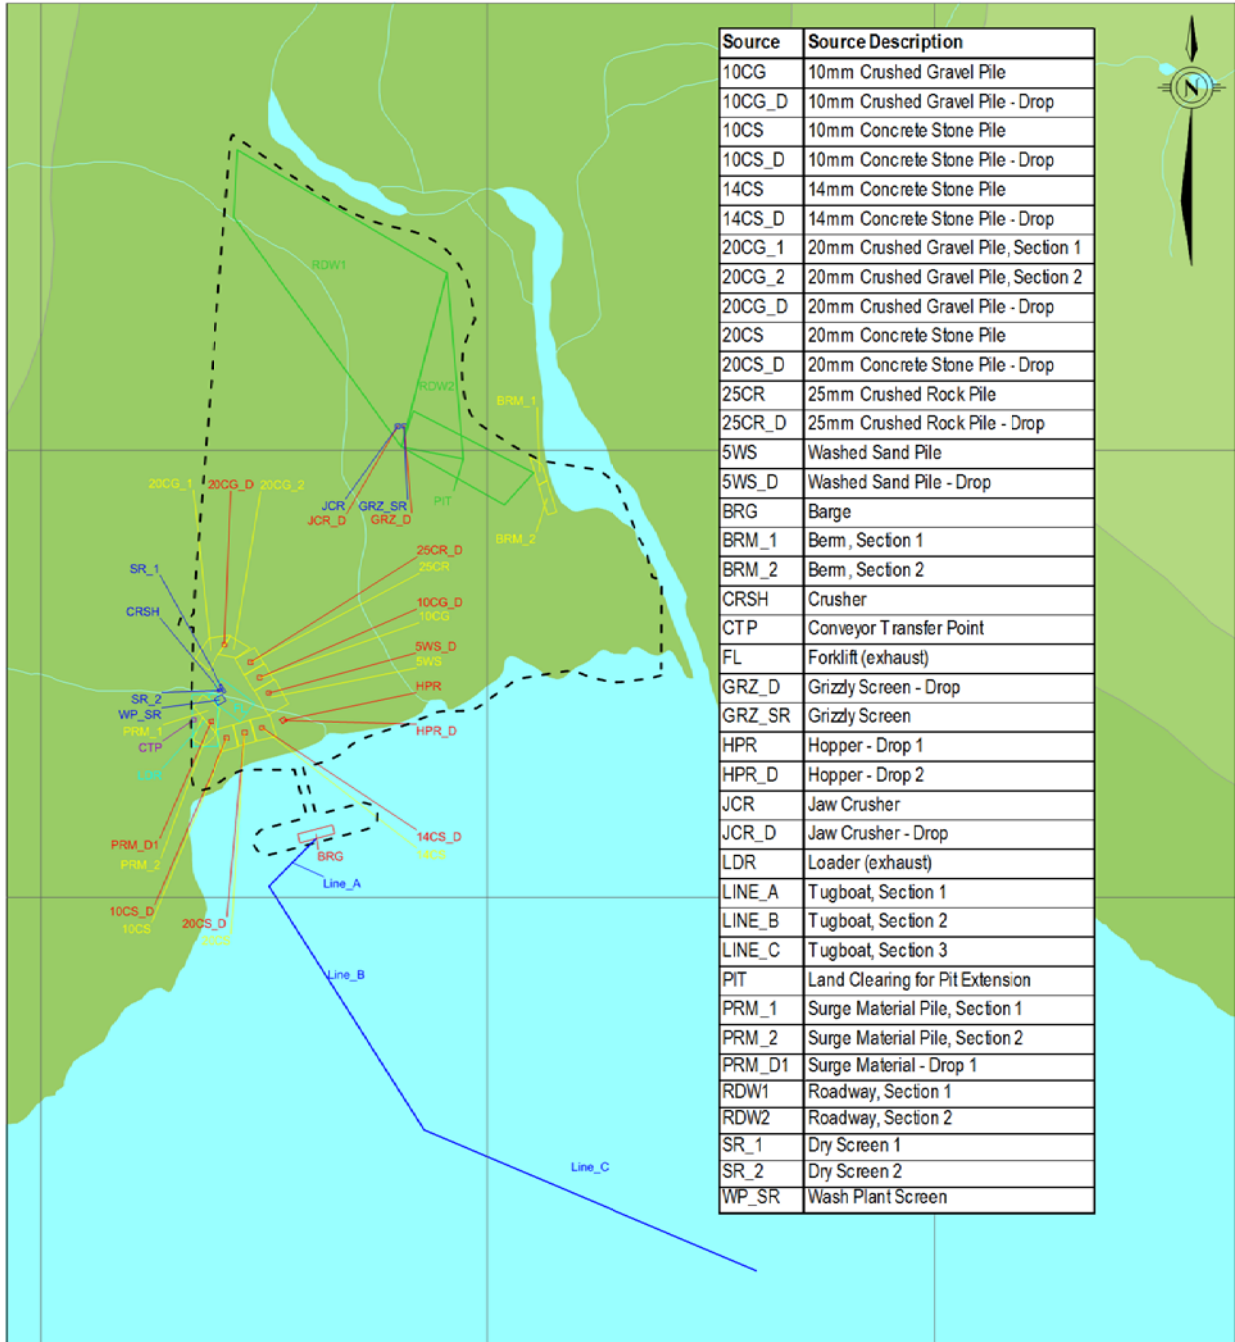 Source Source Description
10CG 10mm Crushed Gravel Pile
10CG_D 10mm Crushed Gravel Pile - Drop
10CS 10mm Concrete Stone Pile
10CS_D 10mm Concrete Stone Pile - Drop
14CS 14mm Concrete Stone Pile
14CS_D 14mm Concrete Stone Pile - Drop
20CG_1 20mm Crushed Gravel Pile, Section 1
20CG_2 20mm Crushed Gravel Pile, Section 2
20CG_D 20mm Crushed Gravel Pile - Drop
20CS 20mm Concrete Stone Pile
20CS_D 20mm Concrete Stone Pile - Drop
25CR 25mm Crushed Rock Pile
25CR_D 25mm Crushed Rock Pile - Drop
5WS Washed Sand Pile
5WS_D Washed Sand Pile - Drop
BRG Barge
BRM_1 Berm, Section 1
BRM_2 Berm, Section 2
CRSH Crusher
CTP Conveyor Transfer Point
FL Forklift (exhaust)
GRZ_D Grizzly Screen - Drop
GRZ_SR Grizzly Screen
HPR Hopper - Drop 1
HPR_D Hopper - Drop 2
JCR Jaw Crusher
JCR_D Jaw Crusher - Drop
LDR Loader (exhaust)
LINE_A Tugboat, Section 1
LINE_B Tugboat, Section 2
LINE_C Tugboat, Section 3
PIT Land Clearing for Pit Extension
PRM_1 Surge Material Pile, Section 1
PRM_2 Surge Material Pile, Section 2
PRM_D1 Surge Material - Drop 1
RDW1 Roadway, Section 1
RDW2 Roadway, Section 2
SR_1 Dry Screen 1
SR_2 Dry Screen 2
WP_SR Wash Plant Screen
N
RDW1
RDW2
BRM_1
20CG_1 20CG_D 20CG_2
JCR GRZ_SR PIT
JCR_D GRZ_D
BRM_2
25CR_D
25CR
SR_1
10CG_D
10CG
CRSH
5WS_D
5WS
HPR
SR_2
WP_SR
PRM_1
HPR_D
CTP
LDR
14CS_D
14CS
PRM_D1
PRM_2
BRG
Line_A
10CS_D
10CS
20CS_D
20CS
Line_B
Line_C